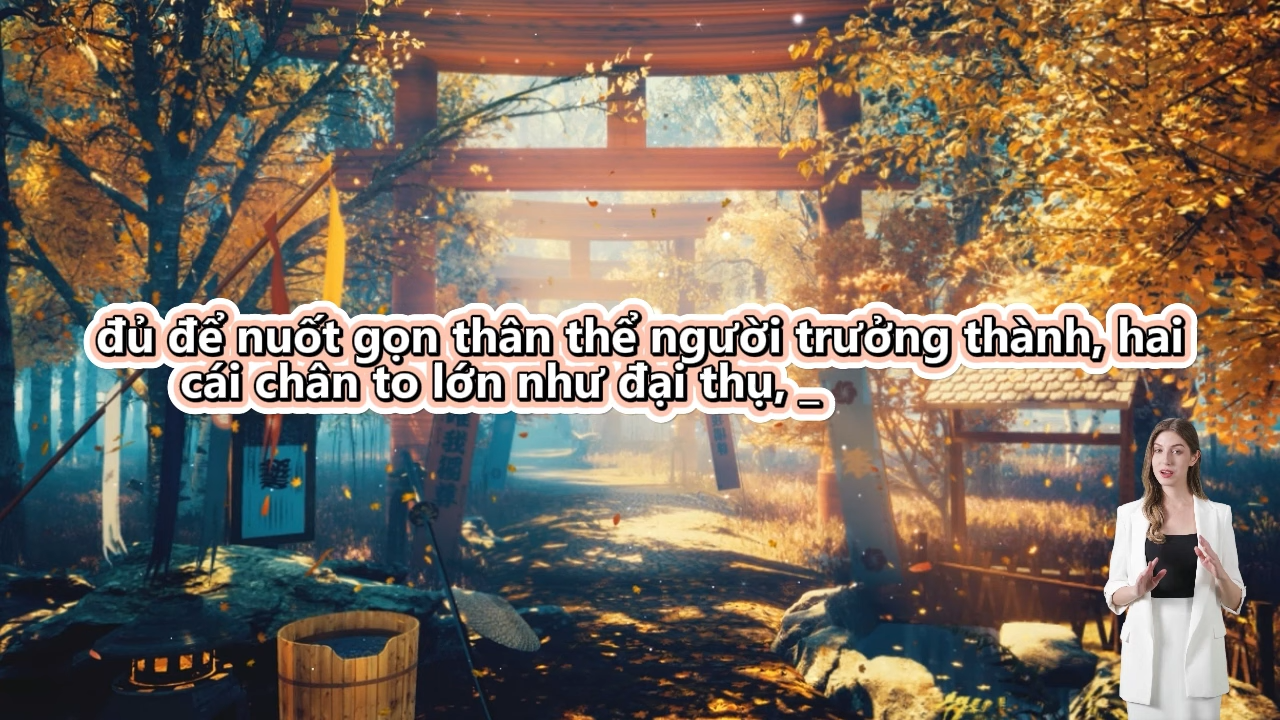 đủ để nuốt gọn thân thể người trưởng thành, hai
cái chân to lớn như đại thụ, _